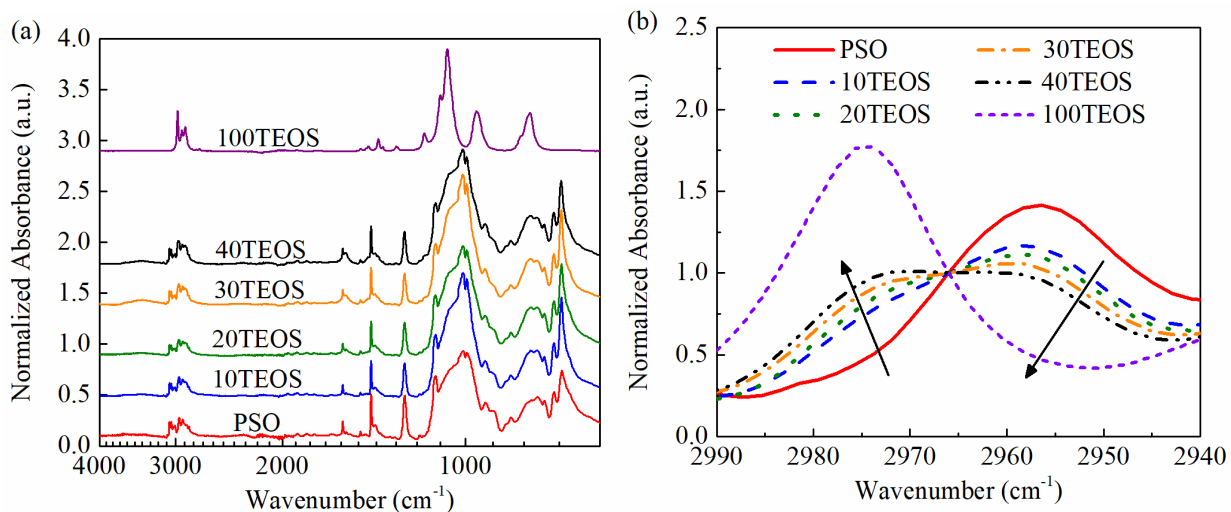 (a)
Normalized Absorbance (a.u.)
4.0
3.5
3.0
2.5
2.0
1.5
1.0
0.5
0.0
100TEOS
40TEOS
30TEOS
20TEOS
10TEOS
PSO
4000 3000 2000 1000
Wavenumber (cm-1)
(b)
Normalized Absorbance (a.u.)
2.5
2.0
1.5
1.0
0.5
0.0
PSO 30TEOS
10TEOS 40TEOS
20TEOS 100TEOS
2990 2980 2970 2960 2950 2940
Wavenumber (cm-1)